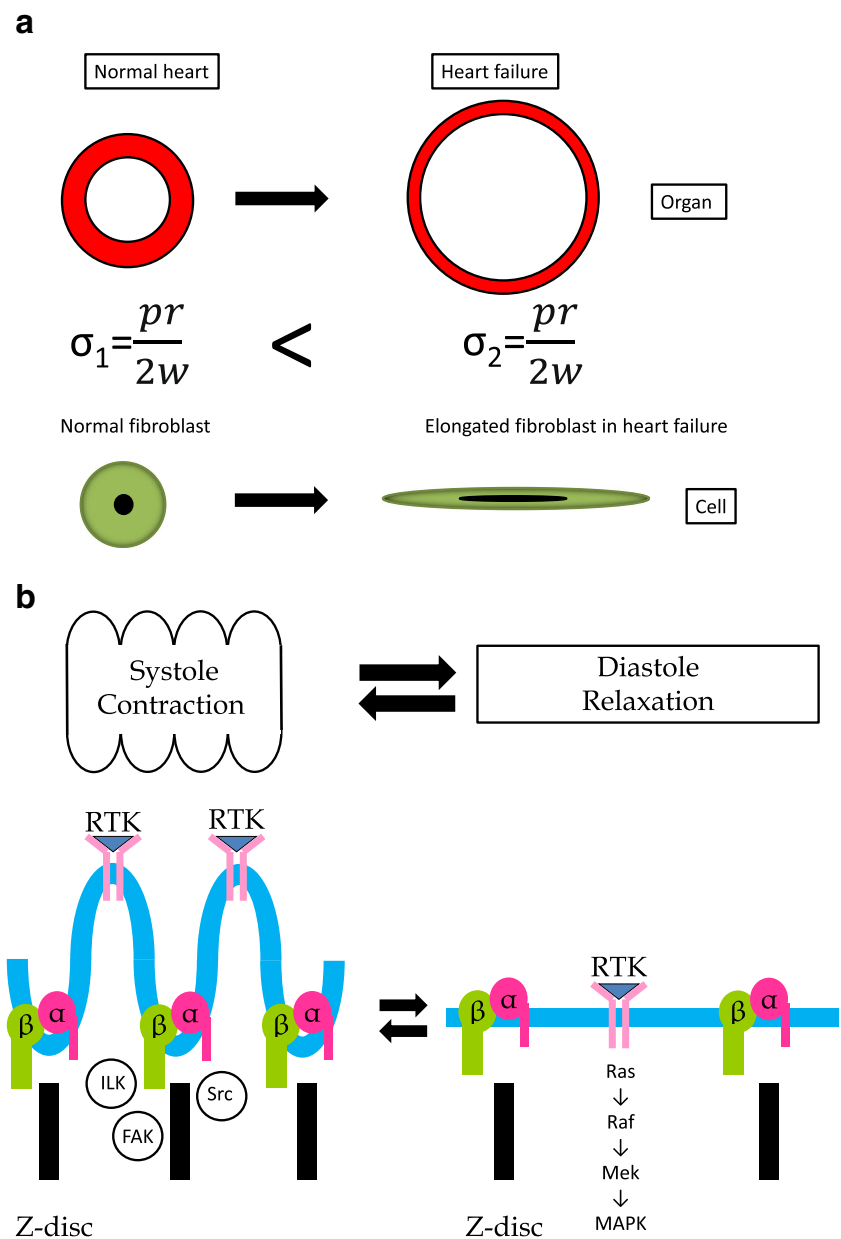 a
Normal heart
Heart failure
Organ
σ1=pr/2w
<
σ2=pr/2w
Normal fibroblast
Elongated fibroblast in heart failure
Cell
b
Systole
Contraction
Diastole
Relaxation
RTK
RTK
β
α
β
α
β
α
ILK
FAK
Src
Z-disc
RTK
β
α
β
α
Ras
↓
Raf
↓
Mek
↓
MAPK
Z-disc